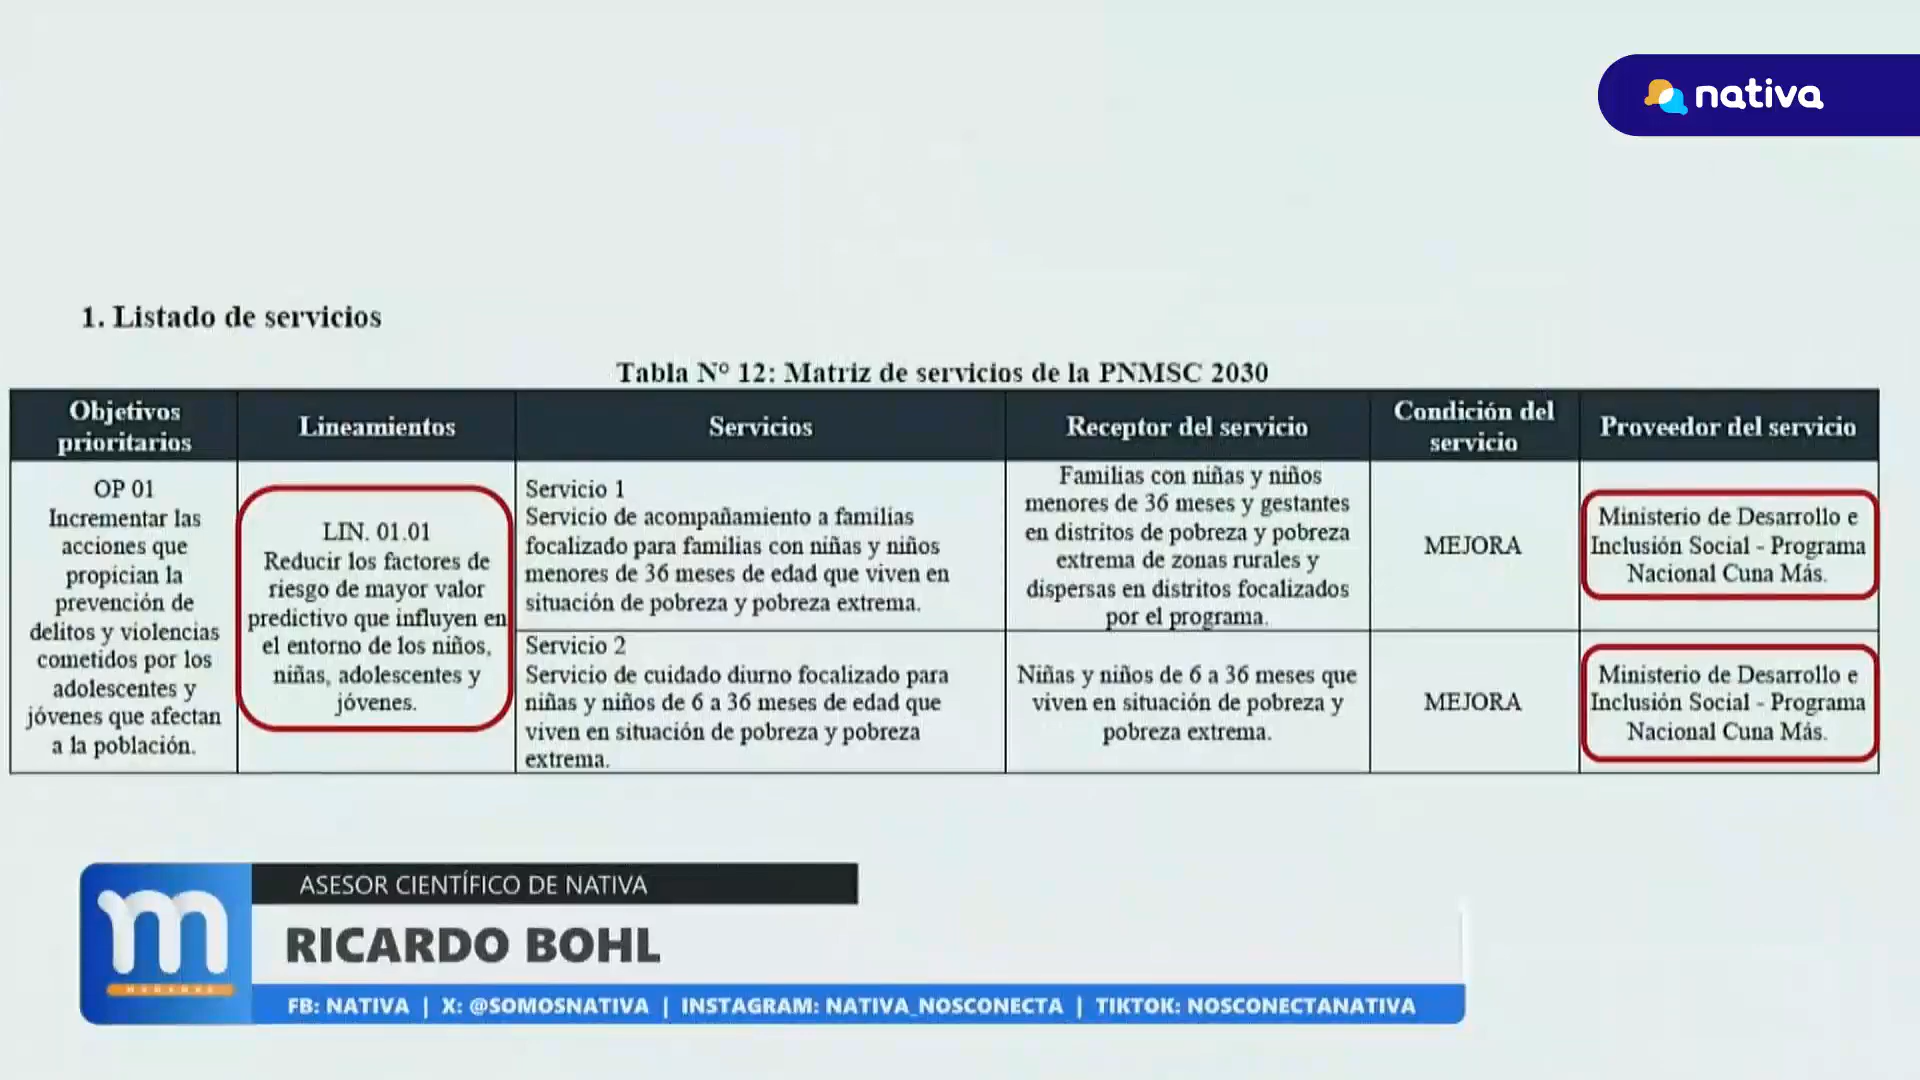 nativa
1. Listado de servicios
Tabla N° 12: Matriz de servicios de la PNMSC 2030
Objetivos
prioritarios
Lineamientos
Servicios
Receptor del servicio
Condición del
servicio
Proveedor del servicio
OP 01
Incrementar las
acciones que
propician la
prevención de
delitos y violencias
cometidos por los
adolescentes y
jóvenes que afectan
a la población.
LIN. 01.01
Reducir los factores de
riesgo de mayor valor
predictivo que influyen en
el entorno de los niños,
niñas, adolescentes y
jóvenes.
Servicio 1
Servicio de acompañamiento a familias
focalizado para familias con niñas y niños
menores de 36 meses de edad que viven en
situación de pobreza y pobreza extrema.
Familias con niñas y niños
menores de 36 meses y gestantes
en distritos de pobreza y pobreza
extrema de zonas rurales y
dispersas en distritos focalizados
por el programa.
MEJORA
Ministerio de Desarrollo e
Inclusión Social - Programa
Nacional Cuna Más.
Servicio 2
Servicio de cuidado diurno focalizado para
niñas y niños de 6 a 36 meses de edad que
viven en situación de pobreza y pobreza
extrema.
Niñas y niños de 6 a 36 meses que
viven en situación de pobreza y
pobreza extrema.
MEJORA
Ministerio de Desarrollo e
Inclusión Social - Programa
Nacional Cuna Más.
m
ASESOR CIENTÍFICO DE NATIVA
RICARDO BOHL
FB: NATIVA | X: @SOMOSNATIVA | INSTAGRAM: NATIVA_NOSCONECTA | TIKTOK: NOSCONECTANATIVA